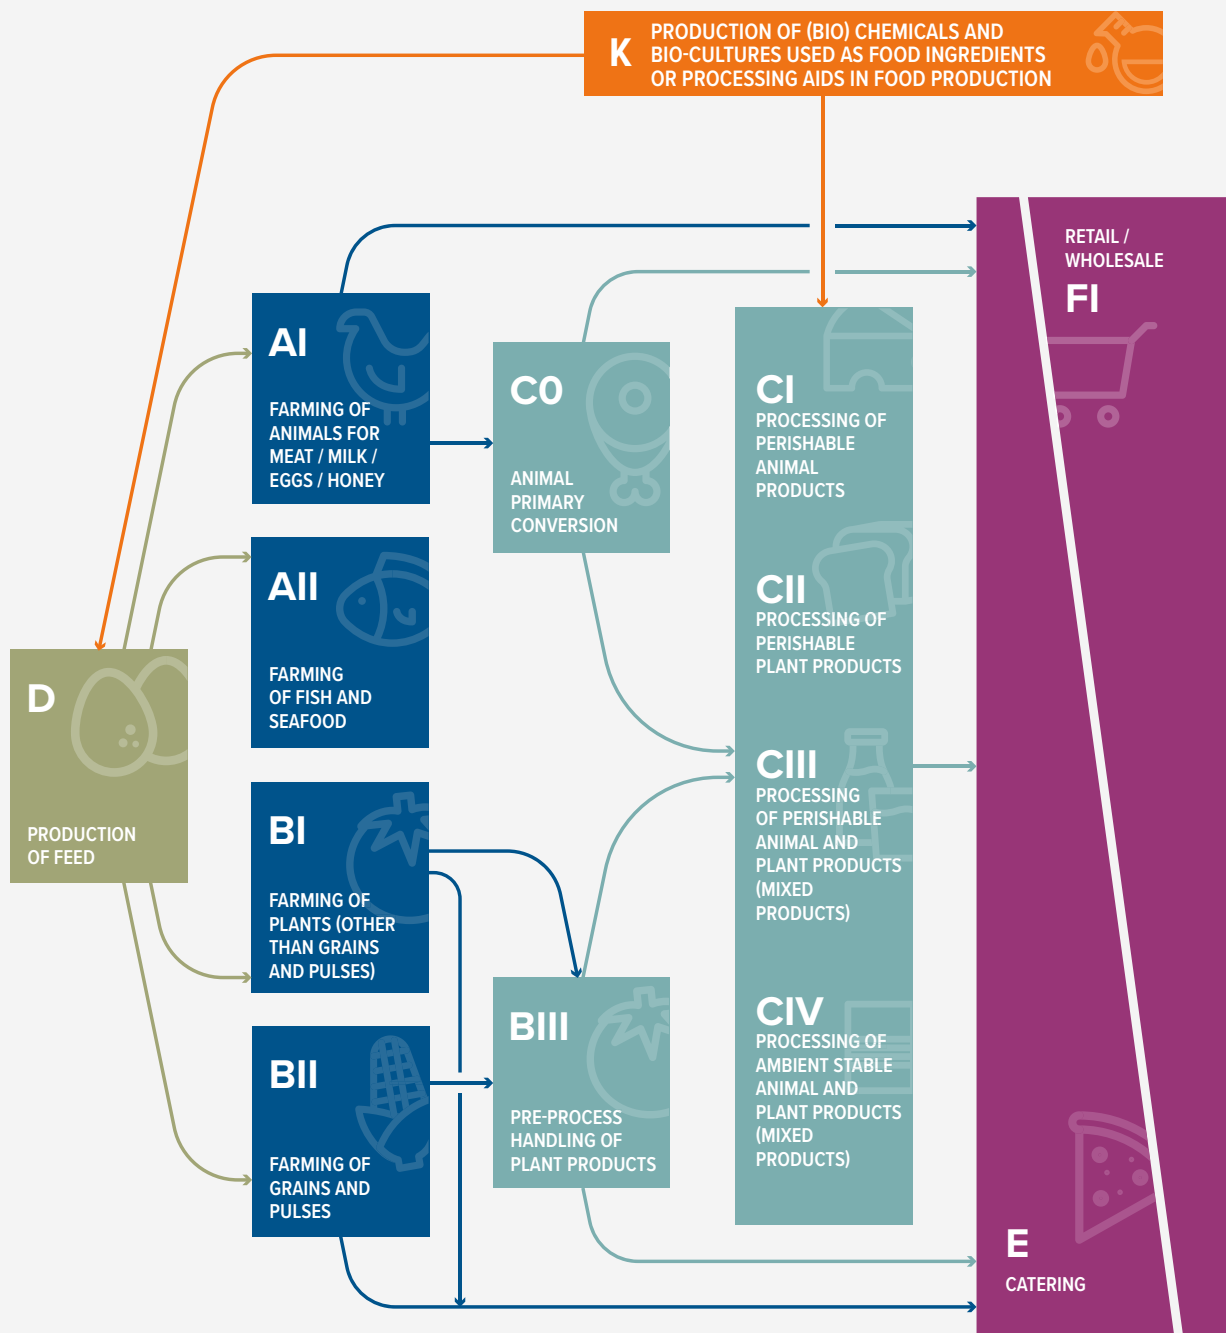 K
PRODUCTION OF (BIO) CHEMICALS AND
BIO-CULTURES USED AS FOOD INGREDIENTS
OR PROCESSING AIDS IN FOOD PRODUCTION
RETAIL /
WHOLESALE
FI
AI
FARMING OF
ANIMALS FOR
MEAT / MILK /
EGGS / HONEY
C0
ANIMAL
PRIMARY
CONVERSION
CI
PROCESSING OF
PERISHABLE
ANIMAL
PRODUCTS
AII
FARMING
OF FISH AND
SEAFOOD
CII
PROCESSING OF
PERISHABLE
PLANT PRODUCTS
D
PRODUCTION
OF FEED
BI
FARMING OF
PLANTS (OTHER
THAN GRAINS
AND PULSES)
CIII
PROCESSING
OF PERISHABLE
ANIMAL AND
PLANT PRODUCTS
(MIXED
PRODUCTS)
BII
FARMING OF
GRAINS AND
PULSES
BIII
PRE-PROCESS
HANDLING OF
PLANT PRODUCTS
CIV
PROCESSING OF
AMBIENT STABLE
ANIMAL AND
PLANT PRODUCTS
(MIXED
PRODUCTS)
E
CATERING